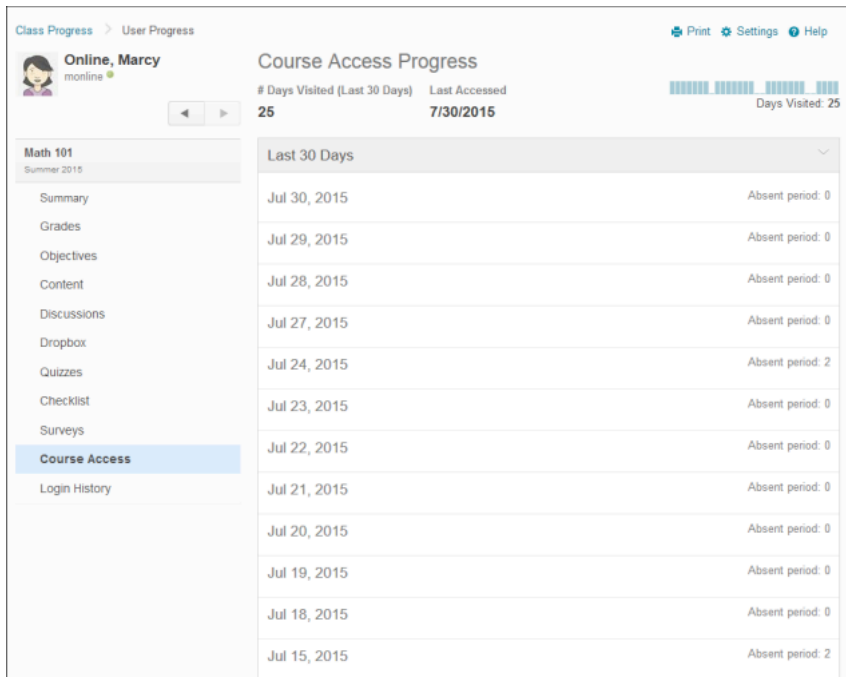 Class Progress > User Progress
Print Settings Help
Online, Marcy
monline
Course Access Progress
# Days Visited (Last 30 Days) Last Accessed
25 7/30/2015
Days Visited: 25
Math 101
Summer 2015
Summary
Grades
Objectives
Content
Discussions
Dropbox
Quizzes
Checklist
Surveys
Course Access
Login History
Last 30 Days
Jul 30, 2015 Absent period: 0
Jul 29, 2015 Absent period: 0
Jul 28, 2015 Absent period: 0
Jul 27, 2015 Absent period: 0
Jul 24, 2015 Absent period: 2
Jul 23, 2015 Absent period: 0
Jul 22, 2015 Absent period: 0
Jul 21, 2015 Absent period: 0
Jul 20, 2015 Absent period: 0
Jul 19, 2015 Absent period: 0
Jul 18, 2015 Absent period: 0
Jul 15, 2015 Absent period: 2